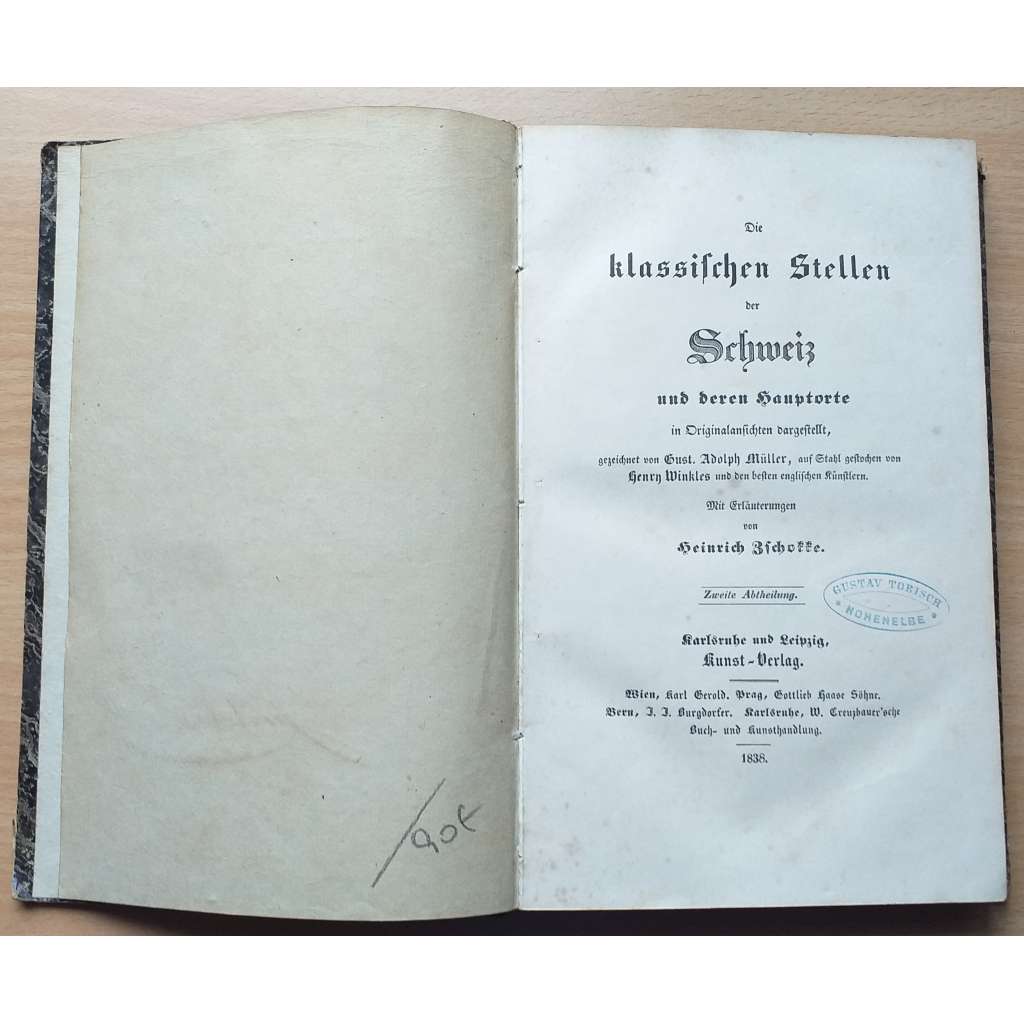 Die
klassischen Stellen
der
Schweiz
und deren Hauptorte
in Originalansichten dargestellt,
gezeichnet von Gust. Adolph Müller, auf Stahl gestochen von
Henry Winkles und den besten englischen Künstlern.
Mit Erläuterungen
von
Heinrich Zschokke.
Zweite Abtheilung.
GUSTAV TOBISCH
HOHENELBE
Karlsruhe und Leipzig,
Kunst-Verlag.
Wien, Karl Gerold. Prag, Gottlieb Haase Söhne.
Bern, J. J. Burgdorfer. Karlsruhe, W. Creuzbauer'sche
Buch- und Kunsthandlung.
1838.